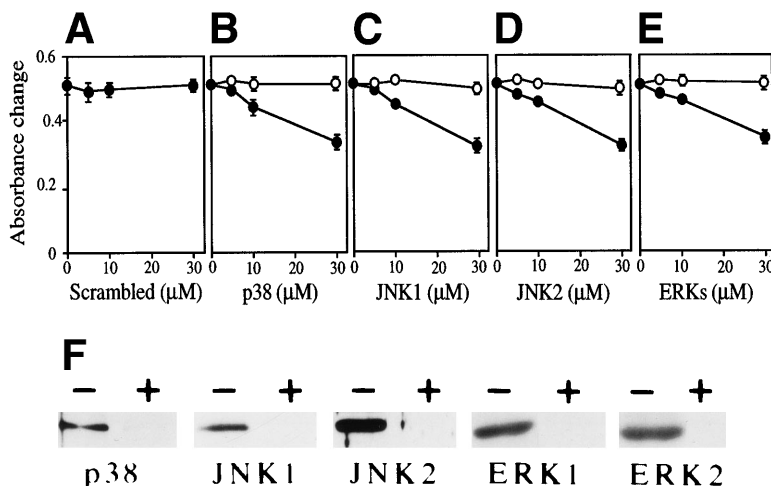 A B C D E
Absorbance change
0.6
0.4
0.2
0
0 10 20 30 0 10 20 30 0 10 20 30 0 10 20 30 0 10 20 30
Scrambled (μM) p38 (μM) JNK1 (μM) JNK2 (μM) ERKs (μM)
F
− + − + − + − + − +
p38 JNK1 JNK2 ERK1 ERK2